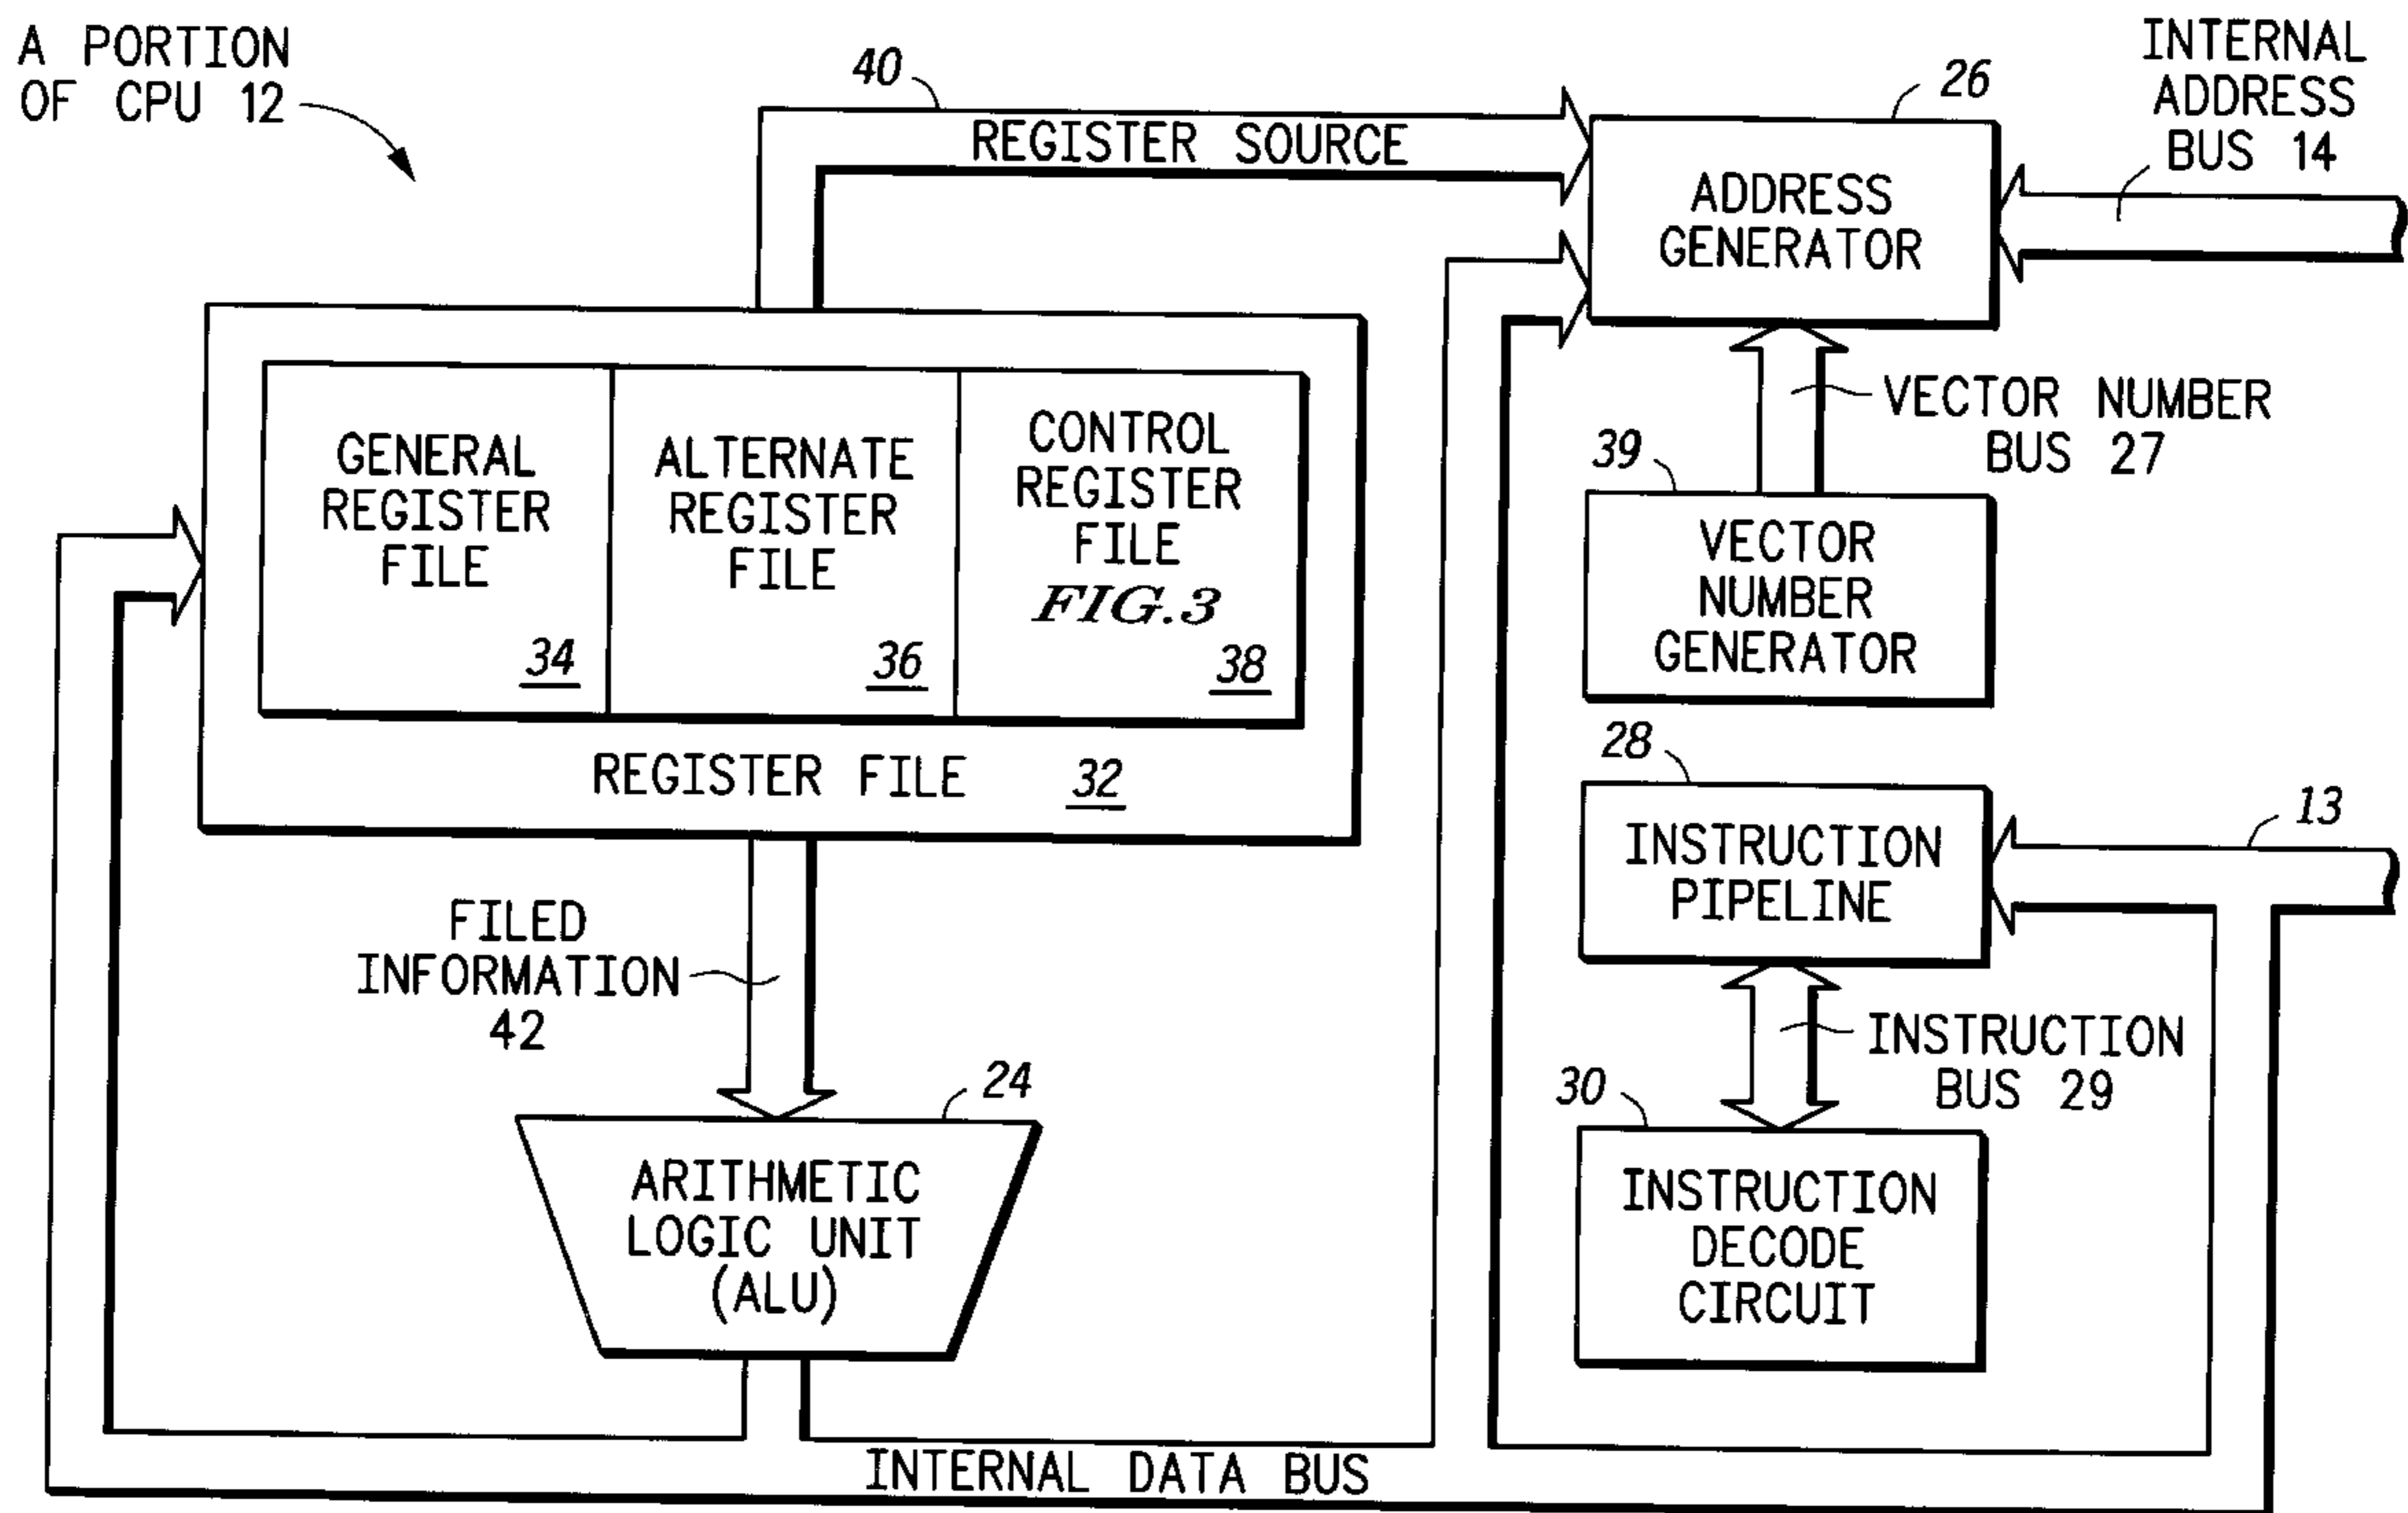 A PORTION
OF CPU 12
40
REGISTER SOURCE
26
INTERNAL
ADDRESS
BUS 14
ADDRESS
GENERATOR
VECTOR NUMBER
BUS 27
39
VECTOR
NUMBER
GENERATOR
GENERAL
REGISTER
FILE
34
ALTERNATE
REGISTER
FILE
36
CONTROL
REGISTER
FILE
FIG.3
38
REGISTER FILE 32
28
INSTRUCTION
PIPELINE
13
FILED
INFORMATION
42
INSTRUCTION
BUS 29
24
ARITHMETIC
LOGIC UNIT
(ALU)
30
INSTRUCTION
DECODE
CIRCUIT
INTERNAL DATA BUS